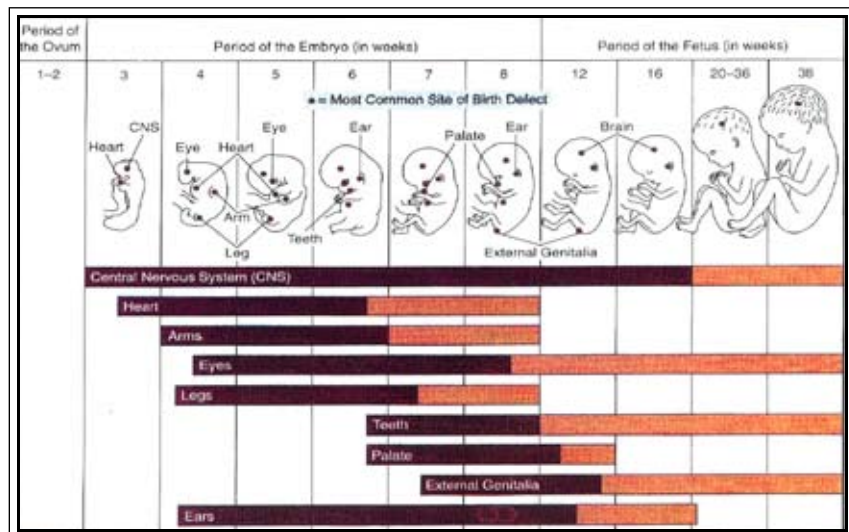 Period of the Ovum
Period of the Embryo (in weeks)
Period of the Fetus (in weeks)
1–2 3 4 5 6 7 8 12 16 20–36 38
• = Most Common Site of Birth Defect
CNS
Heart
Eye
Heart
Eye
Arm
Leg
Ear
Teeth
Palate
Ear
External Genitalia
Brain
Central Nervous System (CNS)
Heart
Arms
Eyes
Legs
Teeth
Palate
External Genitalia
Ears